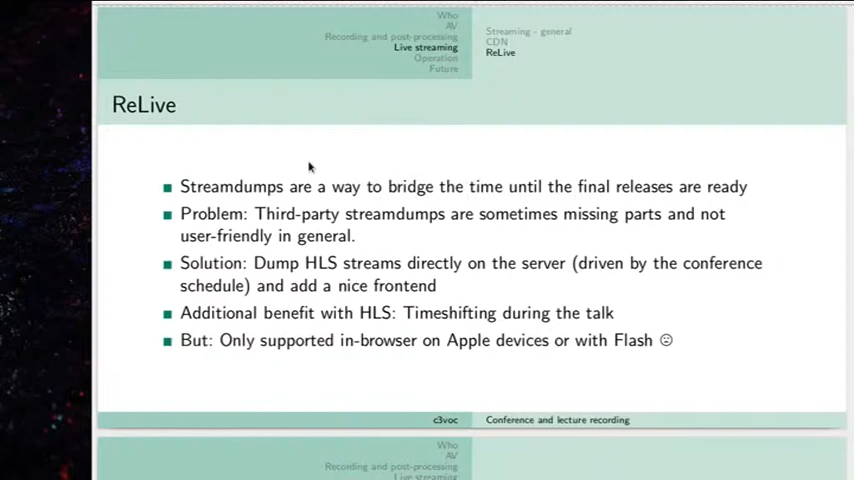 Who
AV
Recording and post-processing
Live streaming
Operation
Future
Streaming - general
CDN
ReLive
ReLive
Streamdumps are a way to bridge the time until the final releases are ready
Problem: Third-party streamdumps are sometimes missing parts and not
user-friendly in general.
Solution: Dump HLS streams directly on the server (driven by the conference
schedule) and add a nice frontend
Additional benefit with HLS: Timeshifting during the talk
But: Only supported in-browser on Apple devices or with Flash ☹
c3voc
Conference and lecture recording
Who
AV
Recording and post-processing
Live streaming